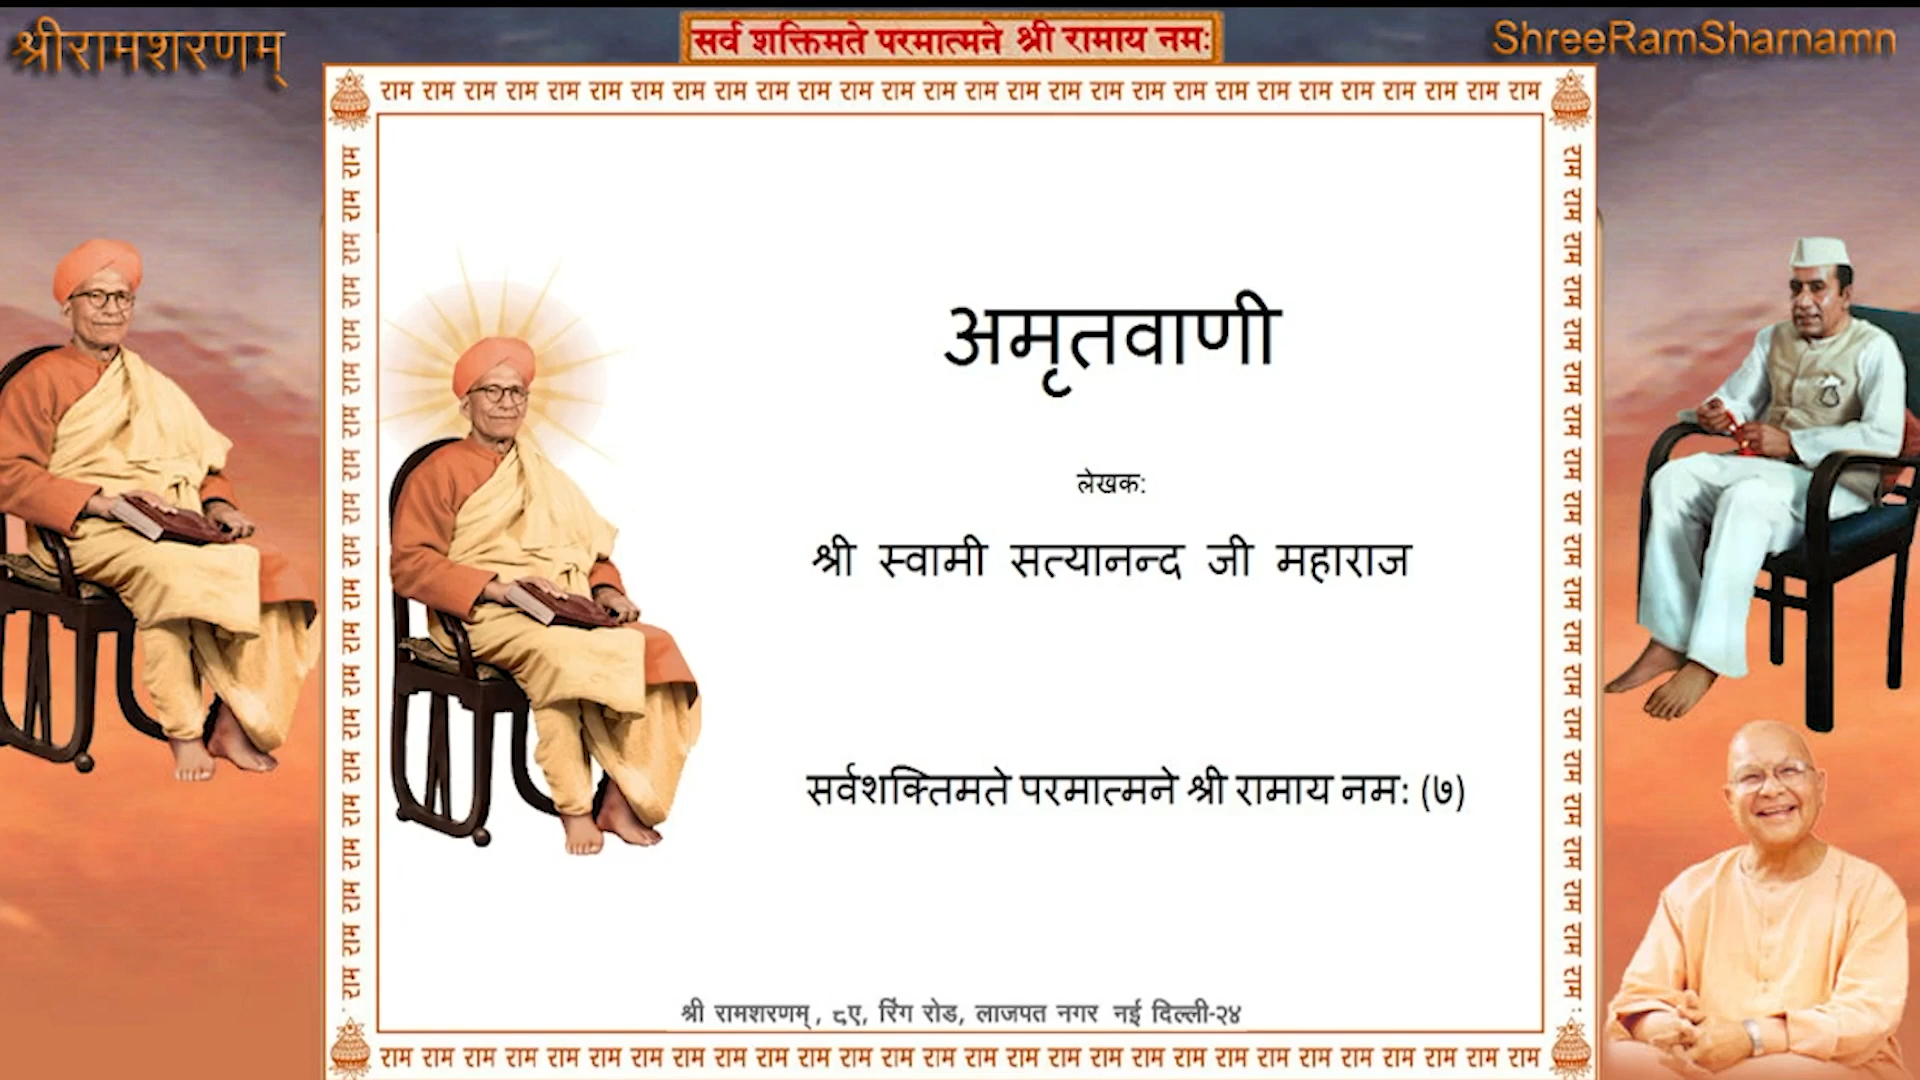 श्रीरामशरणम्
सर्व शक्तिमते परमात्मने श्री रामाय नमः
ShreeRamSharnamn
राम राम राम राम राम राम राम राम राम राम राम राम राम राम राम राम राम राम राम राम राम राम राम राम राम राम राम राम
राम राम राम राम राम राम राम राम राम राम राम राम राम राम राम राम राम राम राम राम
राम राम राम राम राम राम राम राम राम राम राम राम राम राम राम राम राम राम राम राम
अमृतवाणी
लेखकः
श्री स्वामी सत्यानन्द जी महाराज
सर्वशक्तिमते परमात्मने श्री रामाय नमः (७)
श्री रामशरणम् , ८ए, रिंग रोड, लाजपत नगर नई दिल्ली-२४
राम राम राम राम राम राम राम राम राम राम राम राम राम राम राम राम राम राम राम राम राम राम राम राम राम राम राम राम